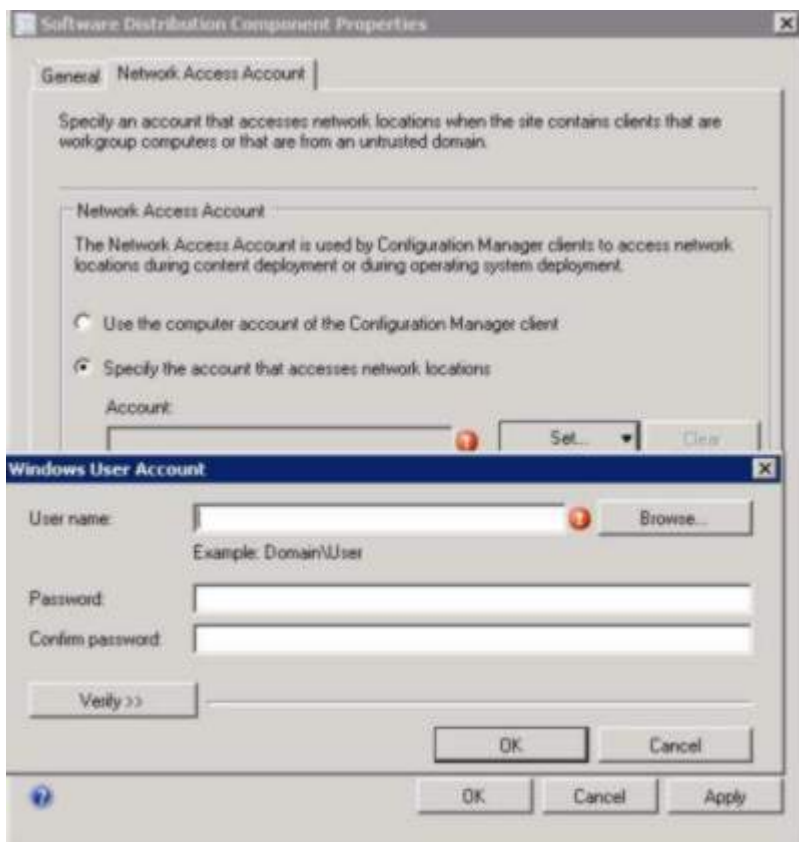 Software Distribution Component Properties
General Network Access Account
Specify an account that accesses network locations when the site contains clients that are
workgroup computers or that are from an untrusted domain.
Network Access Account
The Network Access Account is used by Configuration Manager clients to access network
locations during content deployment or during operating system deployment.
Use the computer account of the Configuration Manager client
Specify the account that accesses network locations
Account:
Set... Clear
Windows User Account
User name: Browse...
Example: Domain\User
Password:
Confirm password:
Verify >>
OK Cancel
OK Cancel Apply